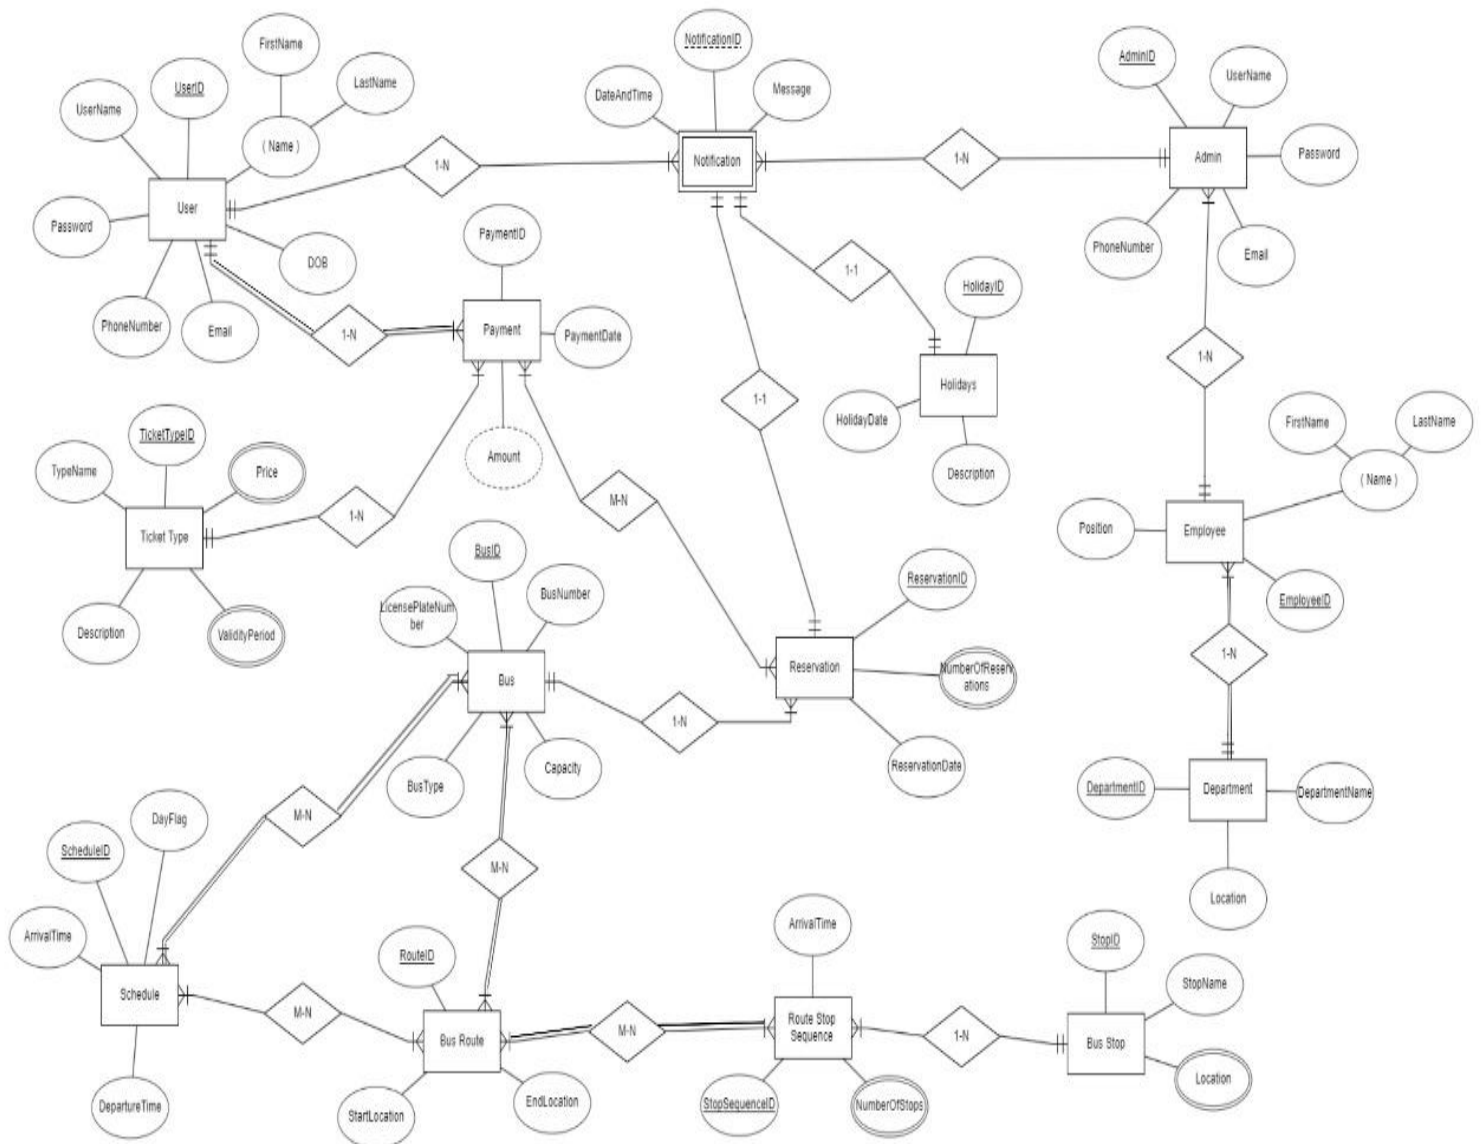 NotificationID
FirstName
AdminID
UserName
LastName
UserID
DateAndTime
Message
UserName
( Name )
1-N
Notification
1-N
Admin
Password
User
Password
PaymentID
DOB
PhoneNumber
Email
1-1
HolidayID
PhoneNumber
Email
1-N
Payment
PaymentDate
1-N
Holidays
1-1
HolidayDate
FirstName
LastName
TicketTypeID
TypeName
Price
Amount
Description
( Name )
M-N
1-N
Position
Employee
Ticket Type
BusID
ReservationID
BusNumber
EmployeeID
LicensePlateNum
ber
Description
ValidityPeriod
1-N
Bus
Reservation
NumberOfReserv
ations
1-N
BusType
Capacity
ReservationDate
DepartmentID
Department
DepartmentName
M-N
DayFlag
ScheduleID
M-N
Location
ArrivalTime
ArrivalTime
StopID
RouteID
StopName
Schedule
M-N
Bus Route
M-N
Route Stop
Sequence
1-N
Bus Stop
Location
DepartureTime
StartLocation
EndLocation
StopSequenceID
NumberOfStops